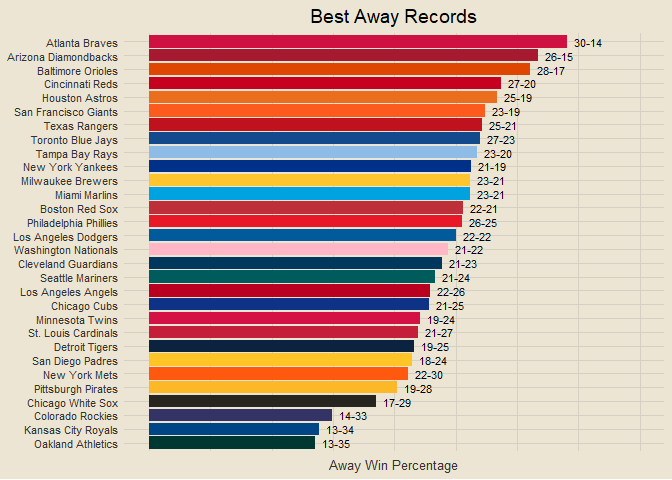 Best Away Records
Atlanta Braves 30-14
Arizona Diamondbacks 26-15
Baltimore Orioles 28-17
Cincinnati Reds 27-20
Houston Astros 25-19
San Francisco Giants 23-19
Texas Rangers 25-21
Toronto Blue Jays 27-23
Tampa Bay Rays 23-20
New York Yankees 21-19
Milwaukee Brewers 23-21
Miami Marlins 23-21
Boston Red Sox 22-21
Philadelphia Phillies 26-25
Los Angeles Dodgers 22-22
Washington Nationals 21-22
Cleveland Guardians 21-23
Seattle Mariners 21-24
Los Angeles Angels 22-26
Chicago Cubs 21-25
Minnesota Twins 19-24
St. Louis Cardinals 21-27
Detroit Tigers 19-25
San Diego Padres 18-24
New York Mets 22-30
Pittsburgh Pirates 19-28
Chicago White Sox 17-29
Colorado Rockies 14-33
Kansas City Royals 13-34
Oakland Athletics 13-35
Away Win Percentage